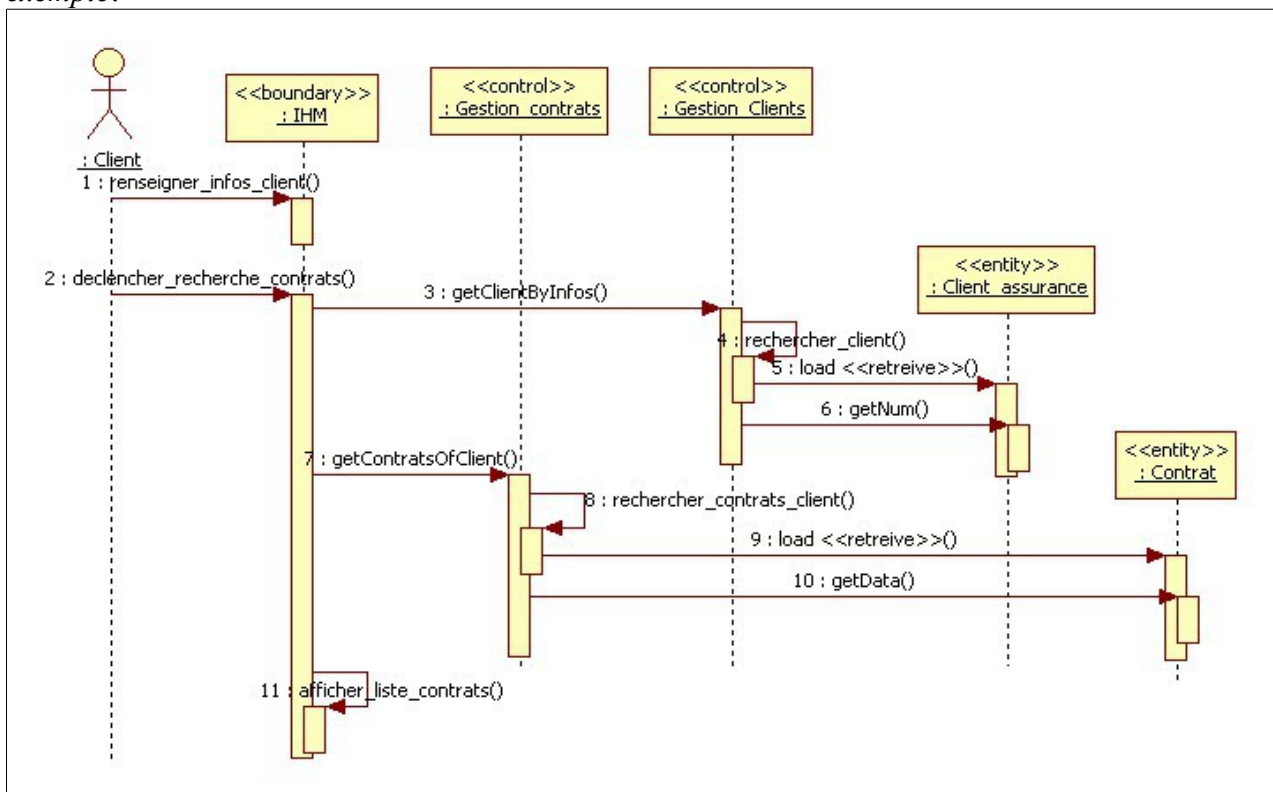 exemple:
<<boundary>>
: IHM
<<control>>
: Gestion_contrats
<<control>>
: Gestion_Clients
: Client
1 : renseigner_infos_client()
2 : declencher_recherche_contrats()
3 : getClientByInfos()
<<entity>>
: Client_assurance
4 : rechercher_client()
5 : load <<retreive>>()
6 : getNum()
<<entity>>
: Contrat
7 : getContratsOfClient()
8 : rechercher_contrats_client()
9 : load <<retreive>>()
10 : getData()
11 : afficher_liste_contrats()